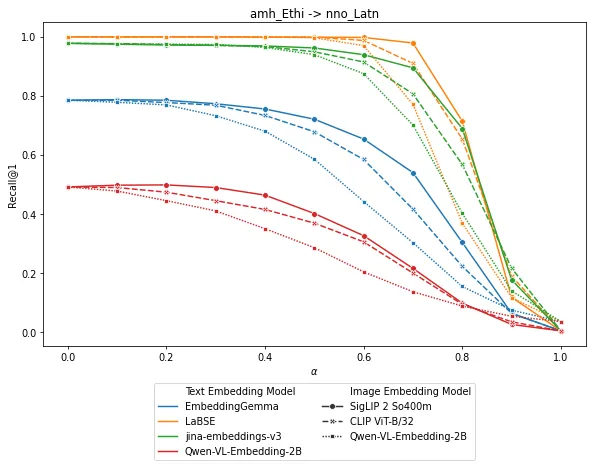 amh_Ethi -> nno_Latn
Recall@1
1.0
0.8
0.6
0.4
0.2
0.0
0.0 0.2 0.4 0.6 0.8 1.0
α
Text Embedding Model
EmbeddingGemma
LaBSE
jina-embeddings-v3
Qwen-VL-Embedding-2B
Image Embedding Model
SigLIP 2 So400m
CLIP ViT-B/32
Qwen-VL-Embedding-2B